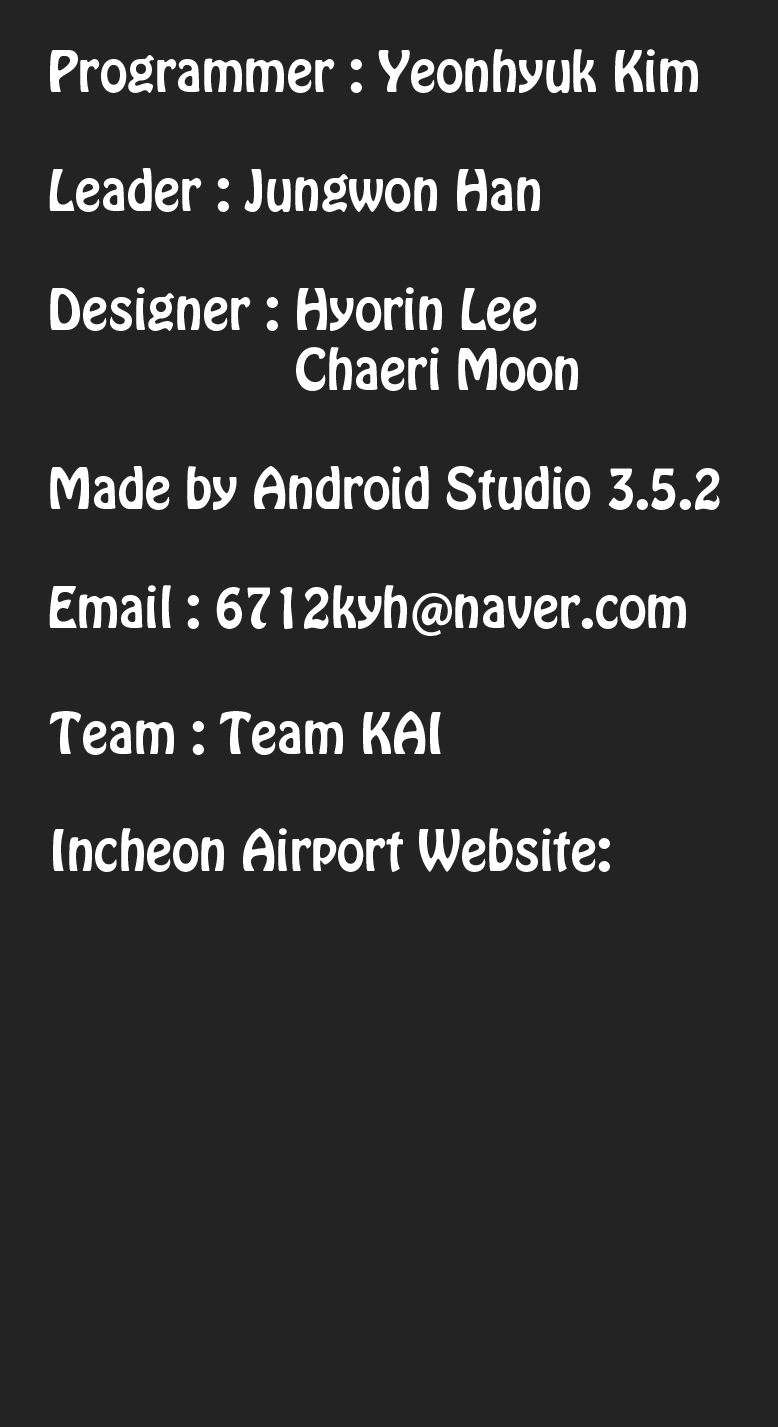 Programmer : Yeonhyuk Kim
Leader : Jungwon Han
Designer : Hyorin Lee
Chaeri Moon
Made by Android Studio 3.5.2
Email : 6712kyh@naver.com
Team : Team KAI
Incheon Airport Website: